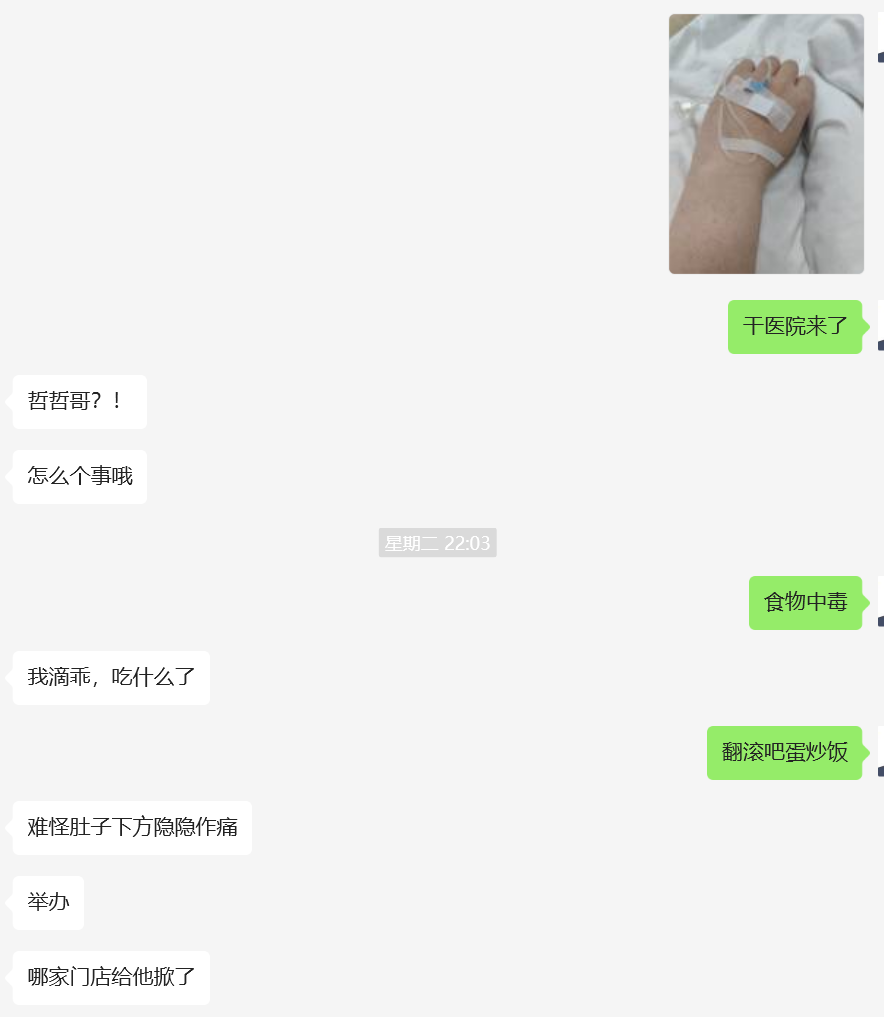 干医院来了
哲哲哥？！
怎么个事哦
星期二 22:03
食物中毒
我滴乖，吃什么了
翻滚吧蛋炒饭
难怪肚子下方隐隐作痛
举办
哪家门店给他掀了